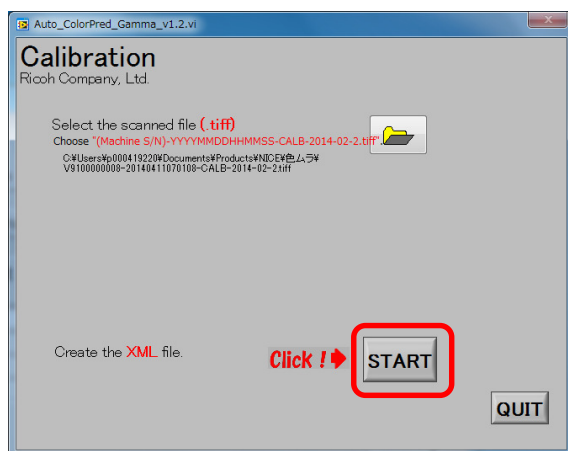 Auto_ColorPred_Gamma_v1.2.vi
Calibration
Ricoh Company, Ltd.
Select the scanned file (.tiff)
Choose "(Machine S/N)-YYYYMMDDHHMMSS-CALB-2014-02-2.tiff".
C:¥Users¥p000419220¥Documents¥Products¥NICE¥色ムラ¥
V9100000008-20140411070108-CALB-2014-02-2.tiff
Create the XML file.
Click !
START
QUIT